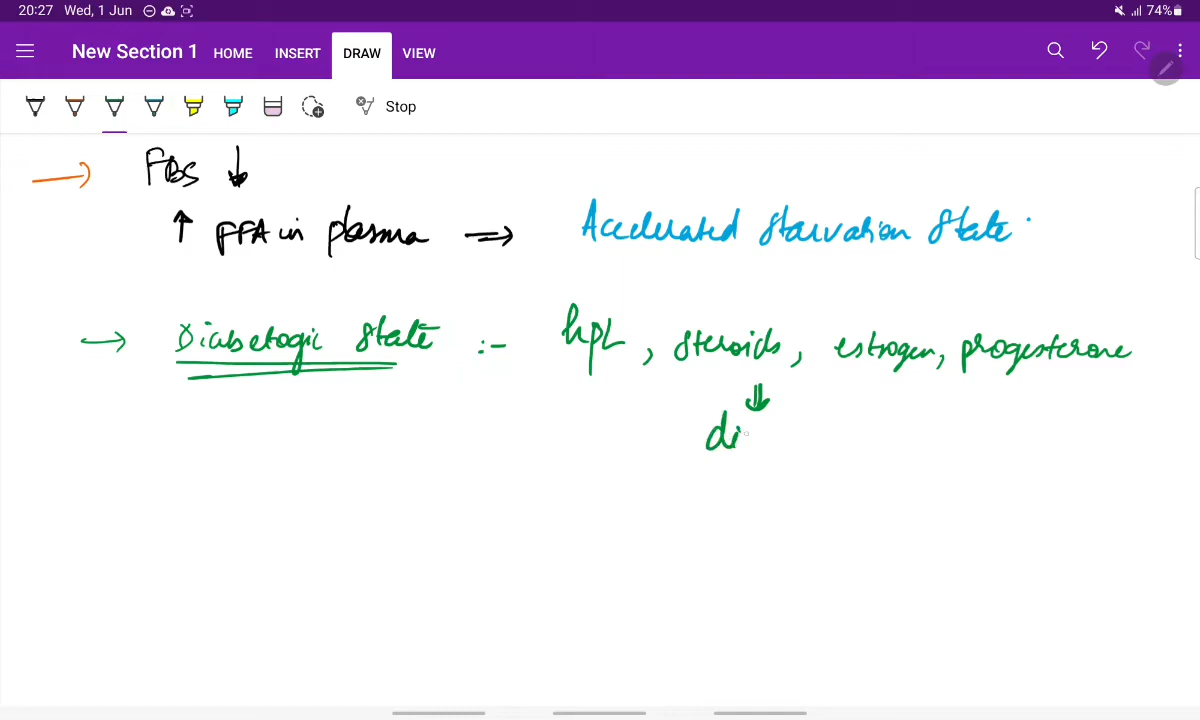 20:27 Wed, 1 Jun 74%
New Section 1 HOME INSERT DRAW VIEW
Stop
→ FBS ↓
↑ FFA in plasma ⇒ Accelerated Starvation State
→ Diabetogic State :- hpL, steroids, estrogen, progesterone
⇓
di